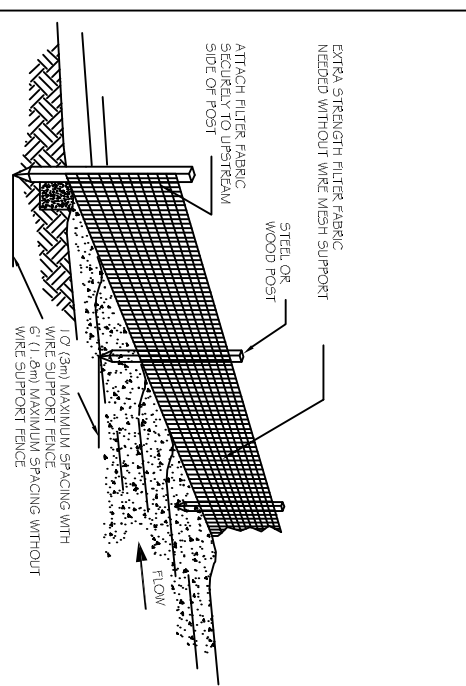 EXTRA STRENGTH FILTER FABRIC
NEEDED WITHOUT WIRE MESH SUPPORT
STEEL OR
WOOD POST
ATTACH FILTER FABRIC
SECURELY TO UPSTREAM
SIDE OF POST
FLOW
10' (3m) MAXIMUM SPACING WITH
WIRE SUPPORT FENCE
6' (1.8m) MAXIMUM SPACING WITHOUT
WIRE SUPPORT FENCE